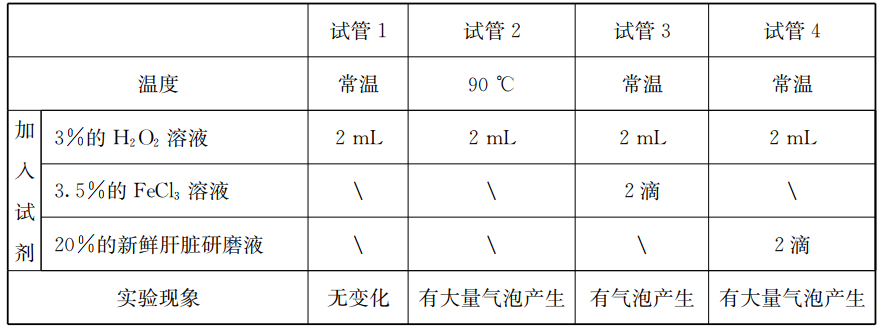 试管 1 试管 2 试管 3 试管 4
温度 常温 90 ℃ 常温 常温
加入试剂
3%的 H₂O₂ 溶液 2 mL 2 mL 2 mL 2 mL
3.5%的 FeCl₃ 溶液 \ \ 2滴 \
20%的新鲜肝脏研磨液 \ \ \ 2滴
实验现象 无变化 有大量气泡产生 有气泡产生 有大量气泡产生